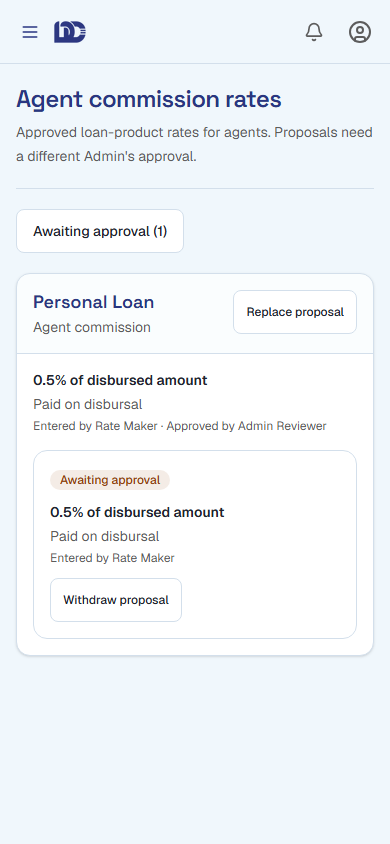 Agent commission rates
Approved loan-product rates for agents. Proposals need
a different Admin's approval.
Awaiting approval (1)
Personal Loan
Agent commission
Replace proposal
0.5% of disbursed amount
Paid on disbursal
Entered by Rate Maker · Approved by Admin Reviewer
Awaiting approval
0.5% of disbursed amount
Paid on disbursal
Entered by Rate Maker
Withdraw proposal